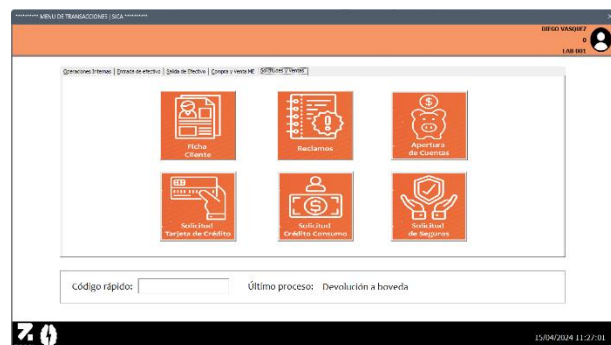 ********** MENU DE TRANSACCIONES | SICA **********
DIEGO VASQUEZ
0
LAB 001
Operaciones Internas | Entrada de efectivo | Salida de Efectivo | Compra y Venta ME | Solicitudes y Ventas |
Ficha
Cliente
Reclamos
Apertura
de Cuentas
Solicitud
Tarjeta de Crédito
Solicitud
Crédito Consumo
Solicitud
de Seguros
Código rápido:
Último proceso: Devolución a boveda
15/04/2024 11:27:01